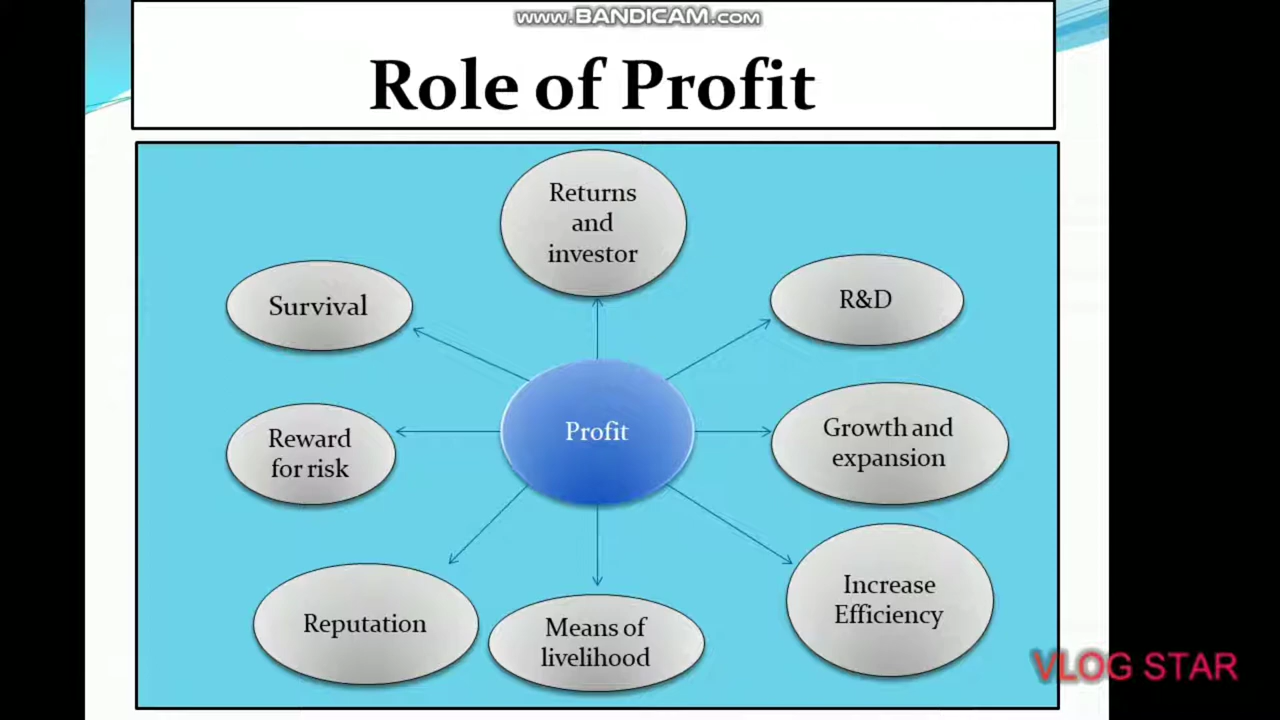 www.BANDICAM.com
Role of Profit
Returns
and
investor
Survival
R&D
Reward
for risk
Profit
Growth and
expansion
Reputation
Means of
livelihood
Increase
Efficiency
VLOG STAR